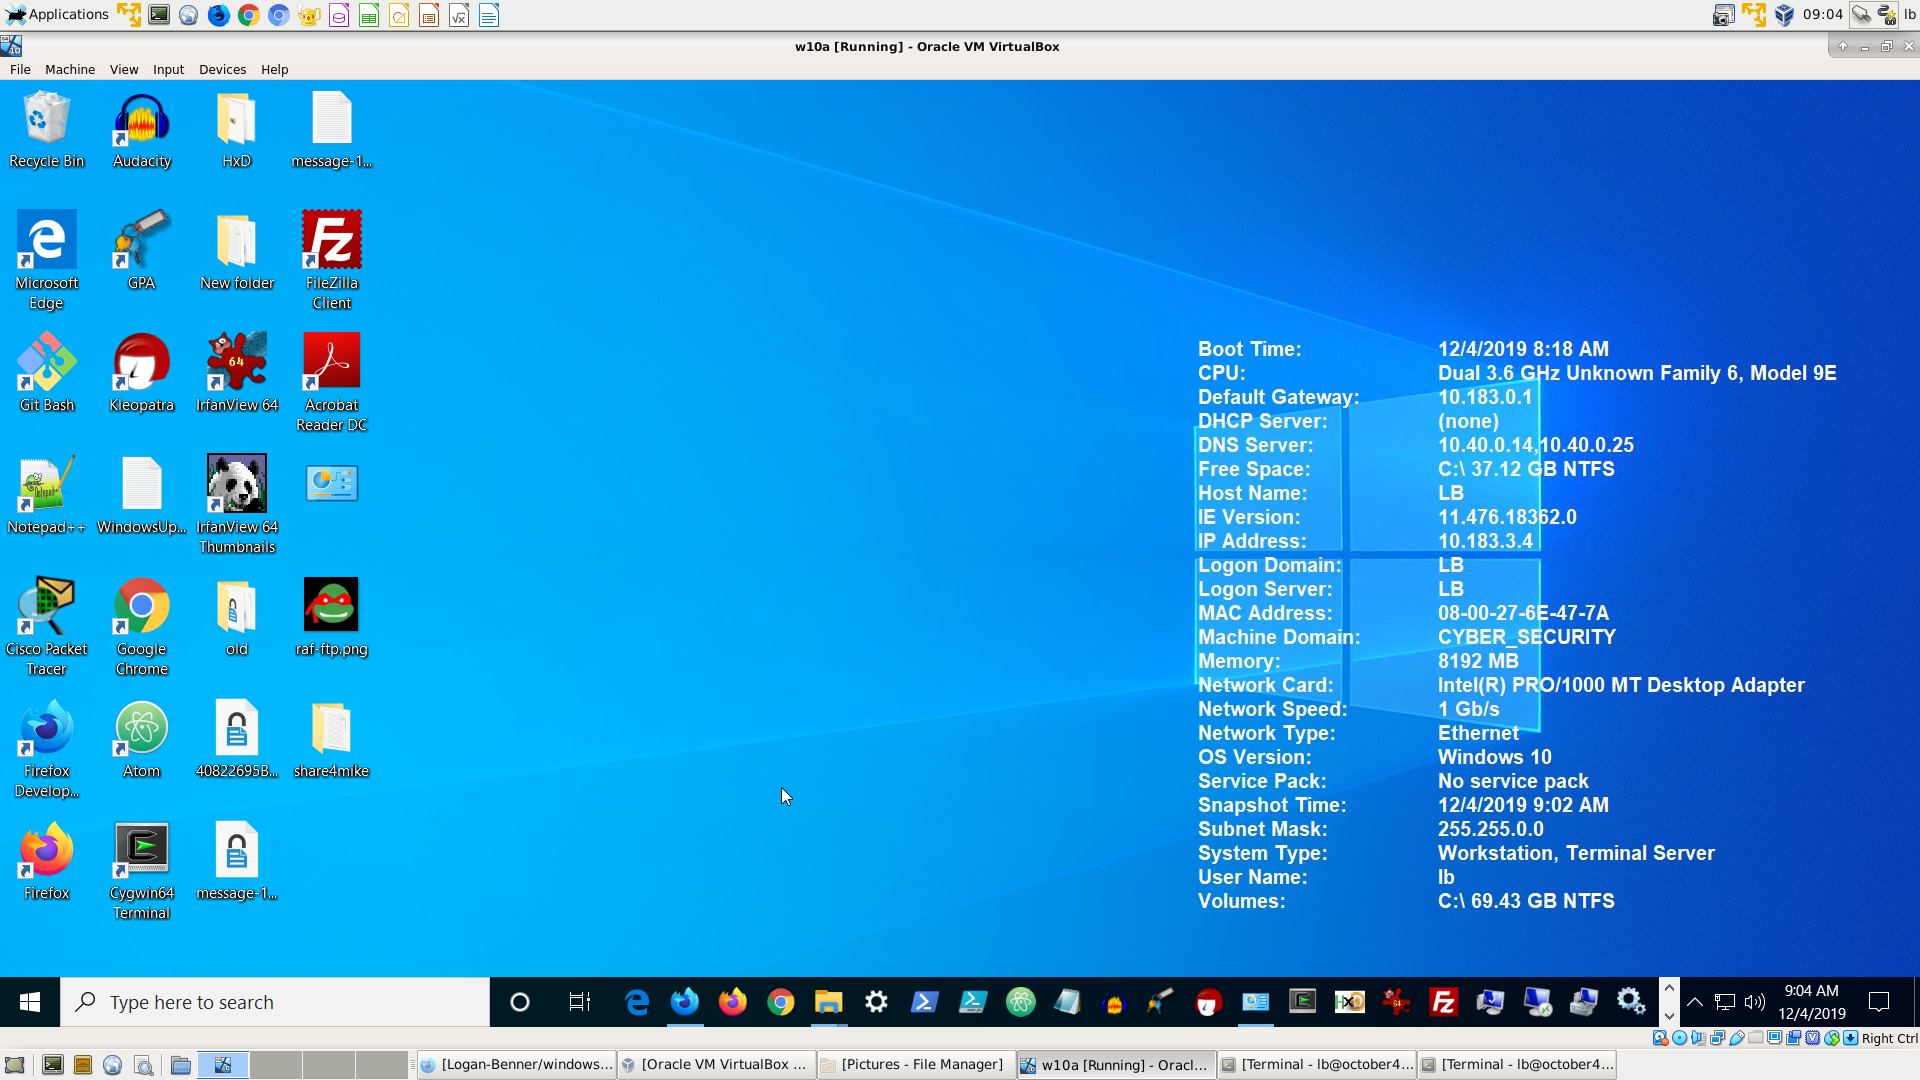 Applications
09:04
lb
w10a [Running] - Oracle VM VirtualBox
File Machine View Input Devices Help
Recycle Bin
Audacity
HxD
message-1...
Microsoft Edge
GPA
New folder
FileZilla Client
Git Bash
Kleopatra
IrfanView 64
64
Acrobat Reader DC
Notepad++
WindowsUp...
IrfanView 64 Thumbnails
Cisco Packet Tracer
Google Chrome
old
raf-ftp.png
Firefox Develop...
Atom
40822695B...
share4mike
Firefox
Cygwin64 Terminal
message-1...
Boot Time: 12/4/2019 8:18 AM
CPU: Dual 3.6 GHz Unknown Family 6, Model 9E
Default Gateway: 10.183.0.1
DHCP Server: (none)
DNS Server: 10.40.0.14,10.40.0.25
Free Space: C:\ 37.12 GB NTFS
Host Name: LB
IE Version: 11.476.18362.0
IP Address: 10.183.3.4
Logon Domain: LB
Logon Server: LB
MAC Address: 08-00-27-6E-47-7A
Machine Domain: CYBER_SECURITY
Memory: 8192 MB
Network Card: Intel(R) PRO/1000 MT Desktop Adapter
Network Speed: 1 Gb/s
Network Type: Ethernet
OS Version: Windows 10
Service Pack: No service pack
Snapshot Time: 12/4/2019 9:02 AM
Subnet Mask: 255.255.0.0
System Type: Workstation, Terminal Server
User Name: lb
Volumes: C:\ 69.43 GB NTFS
Type here to search
9:04 AM
12/4/2019
Right Ctrl
[Logan-Benner/windows...
[Oracle VM VirtualBox ...
[Pictures - File Manager]
w10a [Running] - Oracl...
[Terminal - lb@october4...
[Terminal - lb@october4...